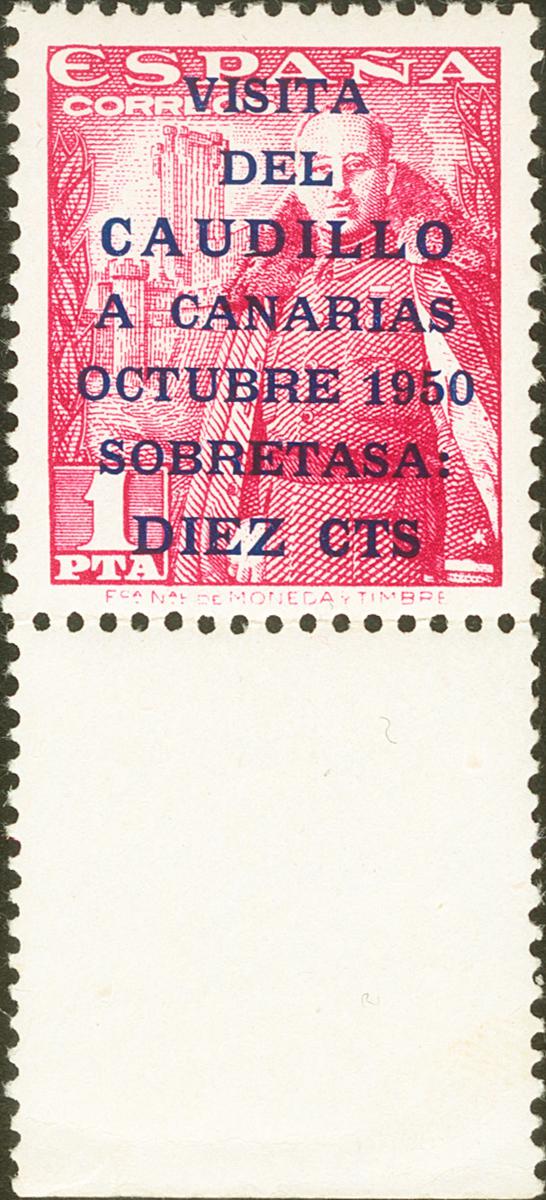 ESPAÑA
CORREOS
VISITA
DEL
CAUDILLO
A CANARIAS
OCTUBRE 1950
SOBRETASA:
DIEZ CTS
1
PTA
FCA NAL DE MONEDA Y TIMBRE